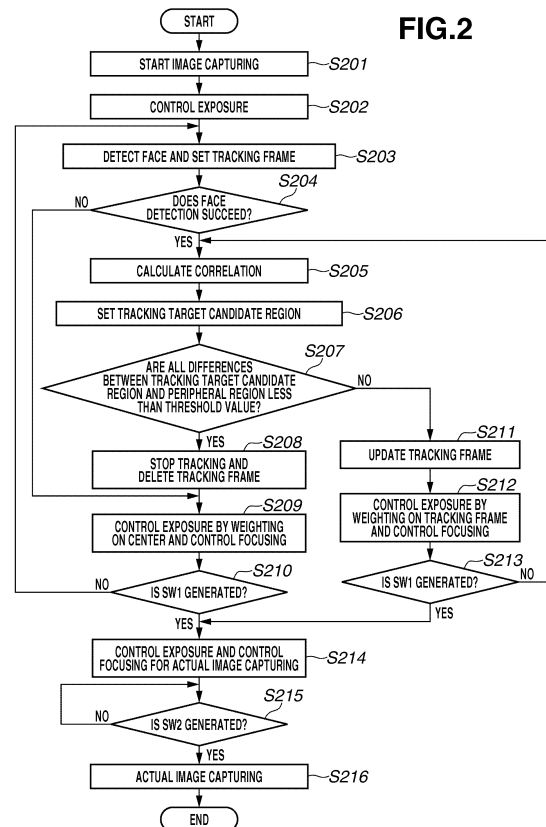 FIG.2
START
START IMAGE CAPTURING
S201
CONTROL EXPOSURE
S202
DETECT FACE AND SET TRACKING FRAME
S203
S204
NO
DOES FACE
DETECTION SUCCEED?
YES
CALCULATE CORRELATION
S205
SET TRACKING TARGET CANDIDATE REGION
S206
S207
ARE ALL DIFFERENCES
BETWEEN TRACKING TARGET CANDIDATE
REGION AND PERIPHERAL REGION LESS
THAN THRESHOLD VALUE?
NO
YES
S208
STOP TRACKING AND
DELETE TRACKING FRAME
S211
UPDATE TRACKING FRAME
S209
CONTROL EXPOSURE BY WEIGHTING
ON CENTER AND CONTROL FOCUSING
S212
CONTROL EXPOSURE BY
WEIGHTING ON TRACKING FRAME
AND CONTROL FOCUSING
S210
NO
IS SW1 GENERATED?
YES
S213
IS SW1 GENERATED?
NO
YES
CONTROL EXPOSURE AND CONTROL
FOCUSING FOR ACTUAL IMAGE CAPTURING
S214
S215
NO
IS SW2 GENERATED?
YES
ACTUAL IMAGE CAPTURING
S216
END